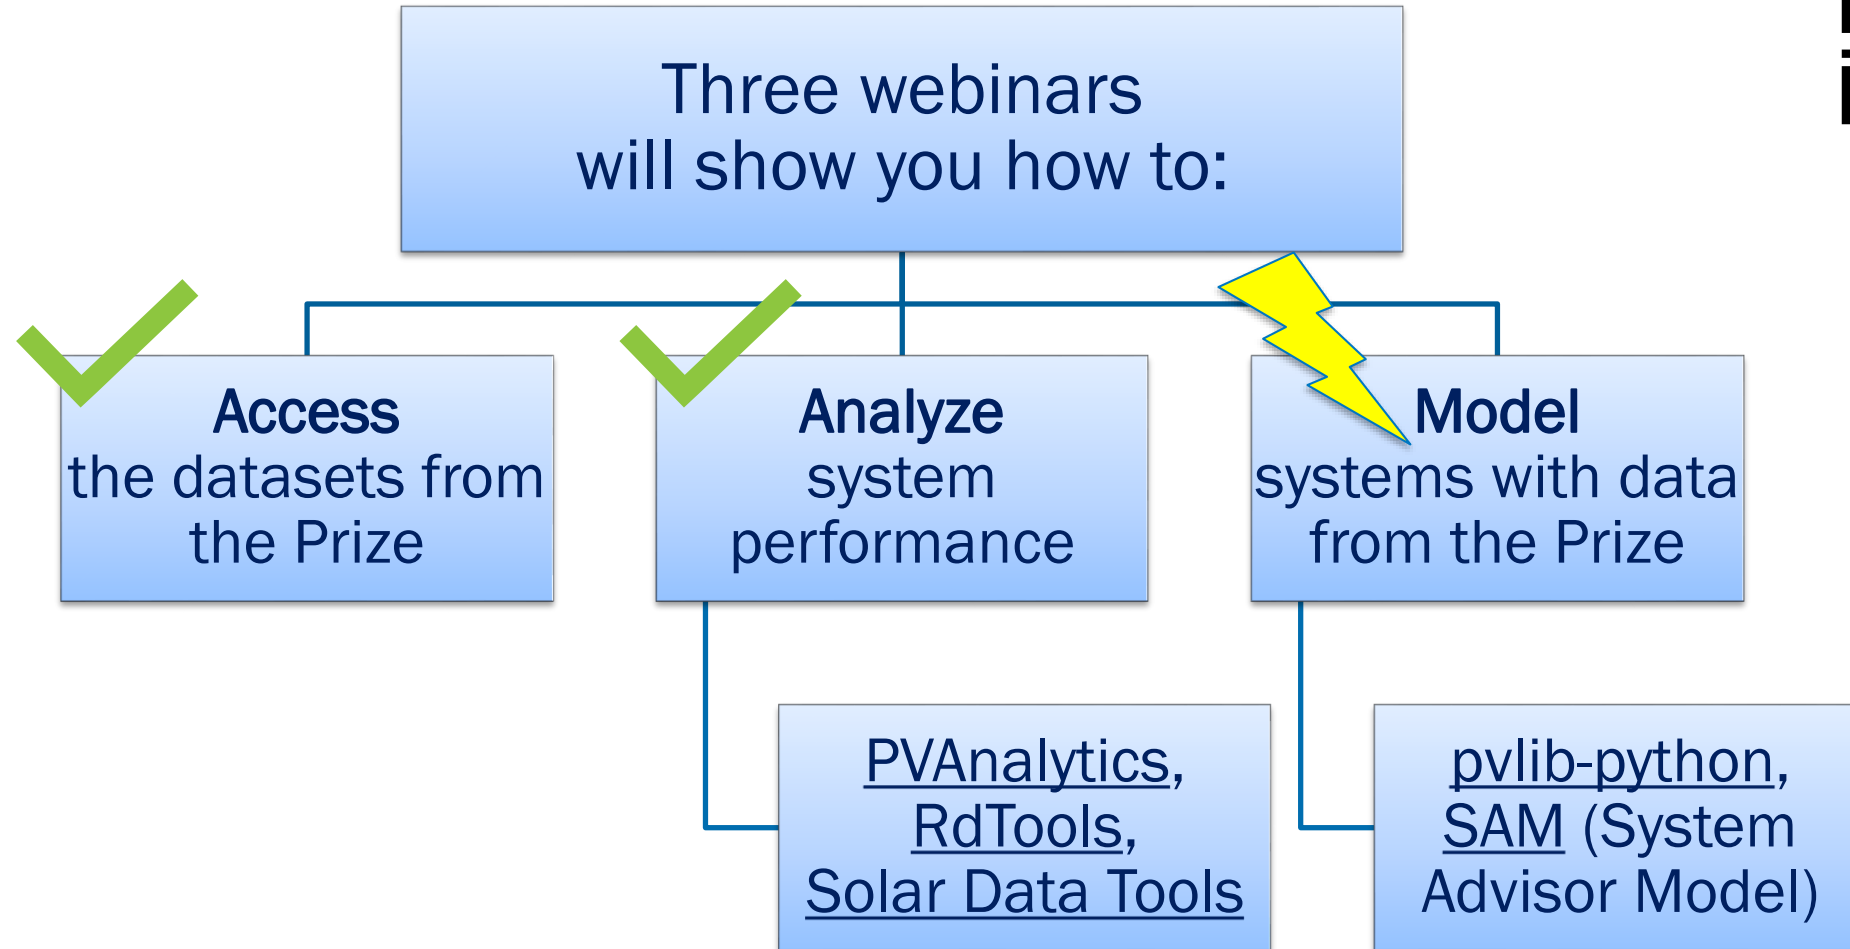 Three webinars
will show you how to:
Access
the datasets from
the Prize
Analyze
system
performance
Model
systems with data
from the Prize
PVAnalytics,
RdTools,
Solar Data Tools
pvlib-python,
SAM (System
Advisor Model)